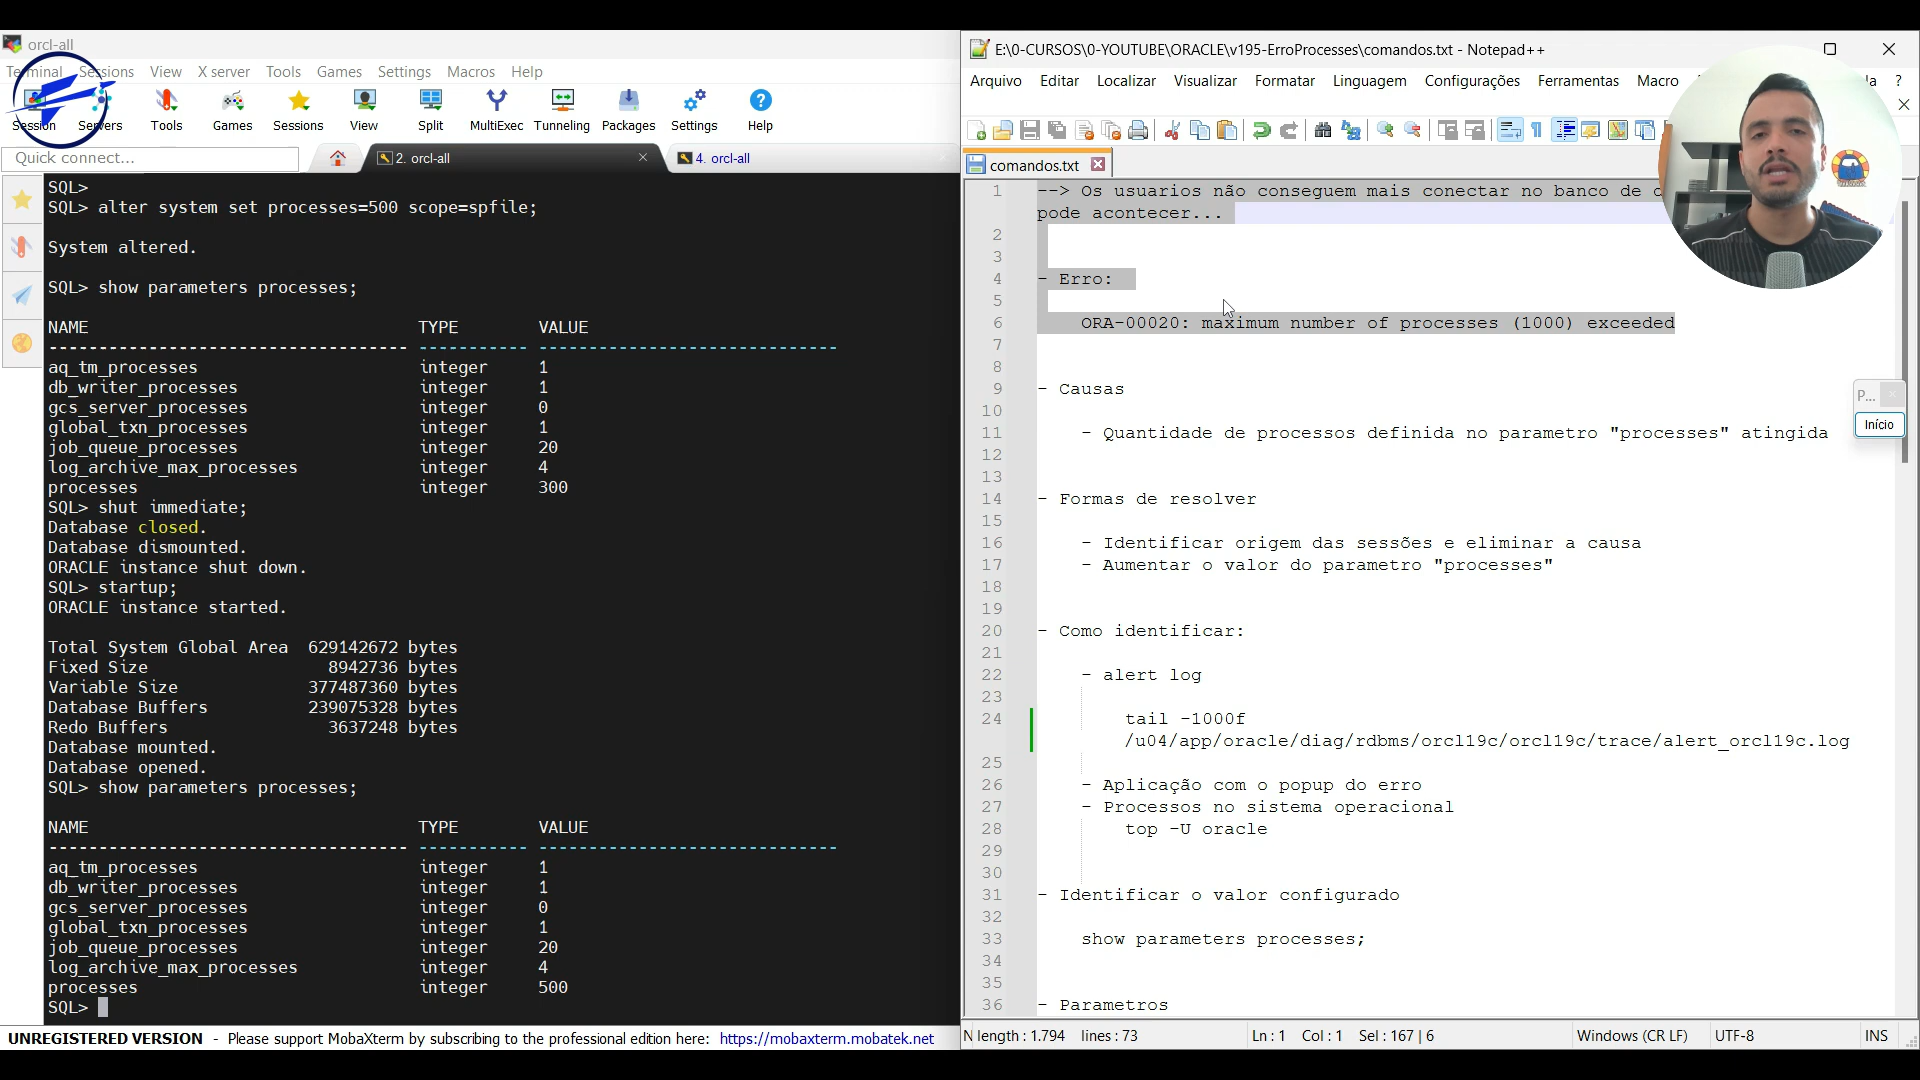 orcl-all
Terminal Sessions View X server Tools Games Settings Macros Help
Session Servers Tools Games Sessions View Split MultiExec Tunneling Packages Settings Help
Quick connect...
2. orcl-all
4. orcl-all
SQL>
SQL> alter system set processes=500 scope=spfile;
System altered.
SQL> show parameters processes;
NAME TYPE VALUE
------------------------------------ ----------- ------------------------------
aq_tm_processes integer 1
db_writer_processes integer 1
gcs_server_processes integer 0
global_txn_processes integer 1
job_queue_processes integer 20
log_archive_max_processes integer 4
processes integer 300
SQL> shut immediate;
Database closed.
Database dismounted.
ORACLE instance shut down.
SQL> startup;
ORACLE instance started.
Total System Global Area 629142672 bytes
Fixed Size 8942736 bytes
Variable Size 377487360 bytes
Database Buffers 239075328 bytes
Redo Buffers 3637248 bytes
Database mounted.
Database opened.
SQL> show parameters processes;
NAME TYPE VALUE
------------------------------------ ----------- ------------------------------
aq_tm_processes integer 1
db_writer_processes integer 1
gcs_server_processes integer 0
global_txn_processes integer 1
job_queue_processes integer 20
log_archive_max_processes integer 4
processes integer 500
SQL>
UNREGISTERED VERSION - Please support MobaXterm by subscribing to the professional edition here: https://mobaxterm.mobatek.net
E:\0-CURSOS\0-YOUTUBE\ORACLE\v195-ErroProcesses\comandos.txt - Notepad++
Arquivo Editar Localizar Visualizar Formatar Linguagem Configurações Ferramentas Macro ?
comandos.txt
1 --> Os usuarios não conseguem mais conectar no banco de
pode acontecer...
2
3
4 - Erro:
5
6 ORA-00020: maximum number of processes (1000) exceeded
7
8
9 - Causas
10
11 - Quantidade de processos definida no parametro "processes" atingida
12
13
14 - Formas de resolver
15
16 - Identificar origem das sessões e eliminar a causa
17 - Aumentar o valor do parametro "processes"
18
19
20 - Como identificar:
21
22 - alert log
23
24 tail -1000f
/u04/app/oracle/diag/rdbms/orcl19c/orcl19c/trace/alert_orcl19c.log
25
26 - Aplicação com o popup do erro
27 - Processos no sistema operacional
28 top -U oracle
29
30
31 - Identificar o valor configurado
32
33 show parameters processes;
34
35
36 - Parametros
P...
Início
N length : 1.794 lines : 73 Ln : 1 Col : 1 Sel : 167 | 6 Windows (CR LF) UTF-8 INS